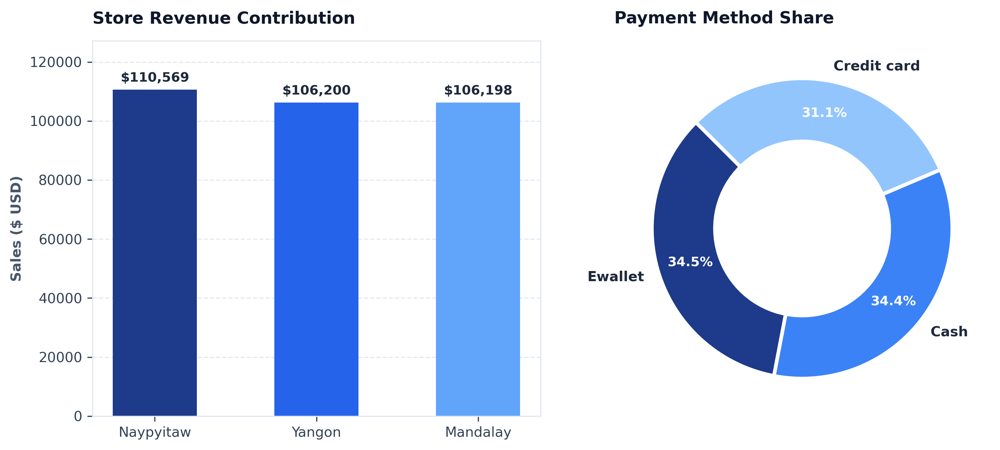 Store Revenue Contribution
Sales ($ USD)
120000
100000
80000
60000
40000
20000
0
$110,569
$106,200
$106,198
Naypyitaw
Yangon
Mandalay
Payment Method Share
Credit card
31.1%
34.5%
Ewallet
34.4%
Cash